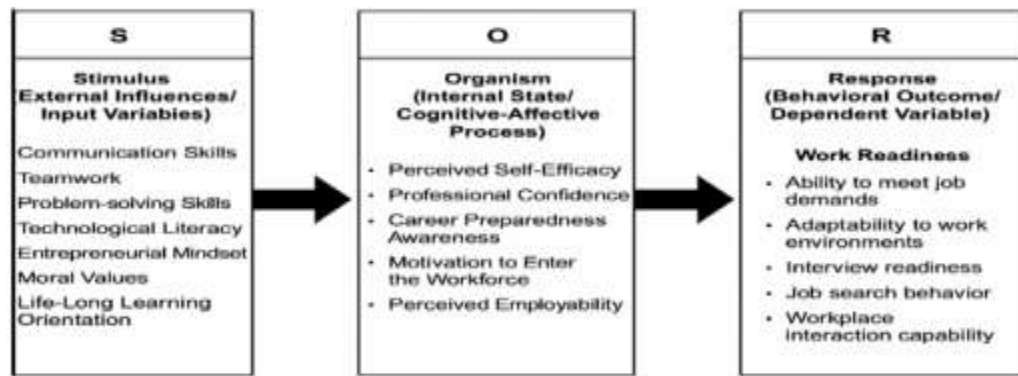 S
Stimulus
(External Influences/
Input Variables)
Communication Skills
Teamwork
Problem-solving Skills
Technological Literacy
Entrepreneurial Mindset
Moral Values
Life-Long Learning
Orientation
O
Organism
(Internal State/
Cognitive-Affective
Process)
• Perceived Self-Efficacy
• Professional Confidence
• Career Preparedness
Awareness
• Motivation to Enter
the Workforce
• Perceived Employability
R
Response
(Behavioral Outcome/
Dependent Variable)
Work Readiness
• Ability to meet job
demands
• Adaptability to work
environments
• Interview readiness
• Job search behavior
• Workplace
interaction capability